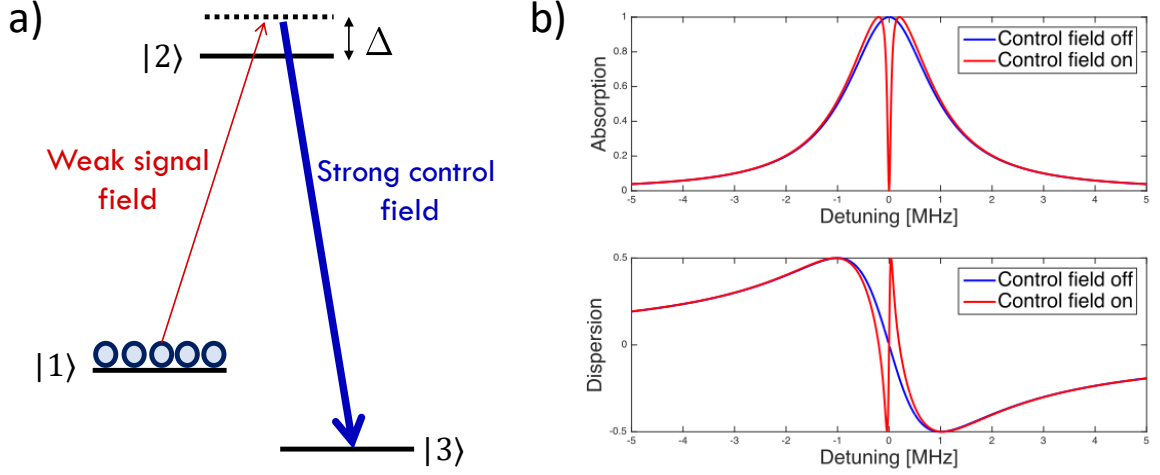 a)
|2⟩
Δ
Weak signal
field
Strong control
field
|1⟩
|3⟩
b)
Absorption
1
0.8
0.6
0.4
0.2
0
-5 -4 -3 -2 -1 0 1 2 3 4 5
Detuning [MHz]
Control field off
Control field on
Dispersion
0.5
0
-0.5
-5 -4 -3 -2 -1 0 1 2 3 4 5
Detuning [MHz]
Control field off
Control field on